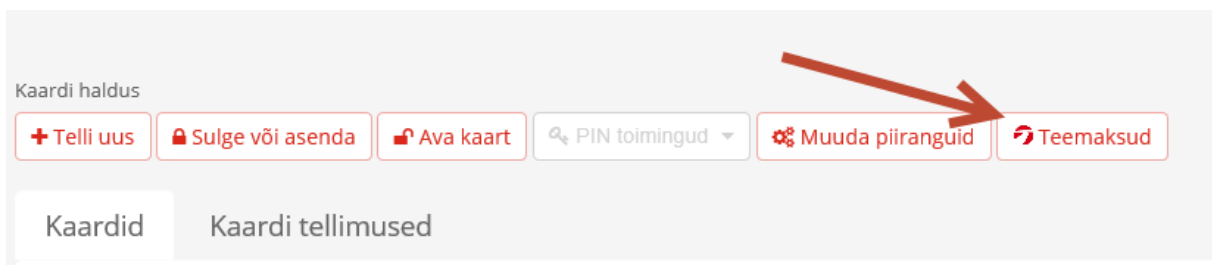 Kaardi haldus
Telli uus Sulge või asenda Ava kaart PIN toimingud Muuda piiranguid Teemaksud
Kaardid Kaardi tellimused